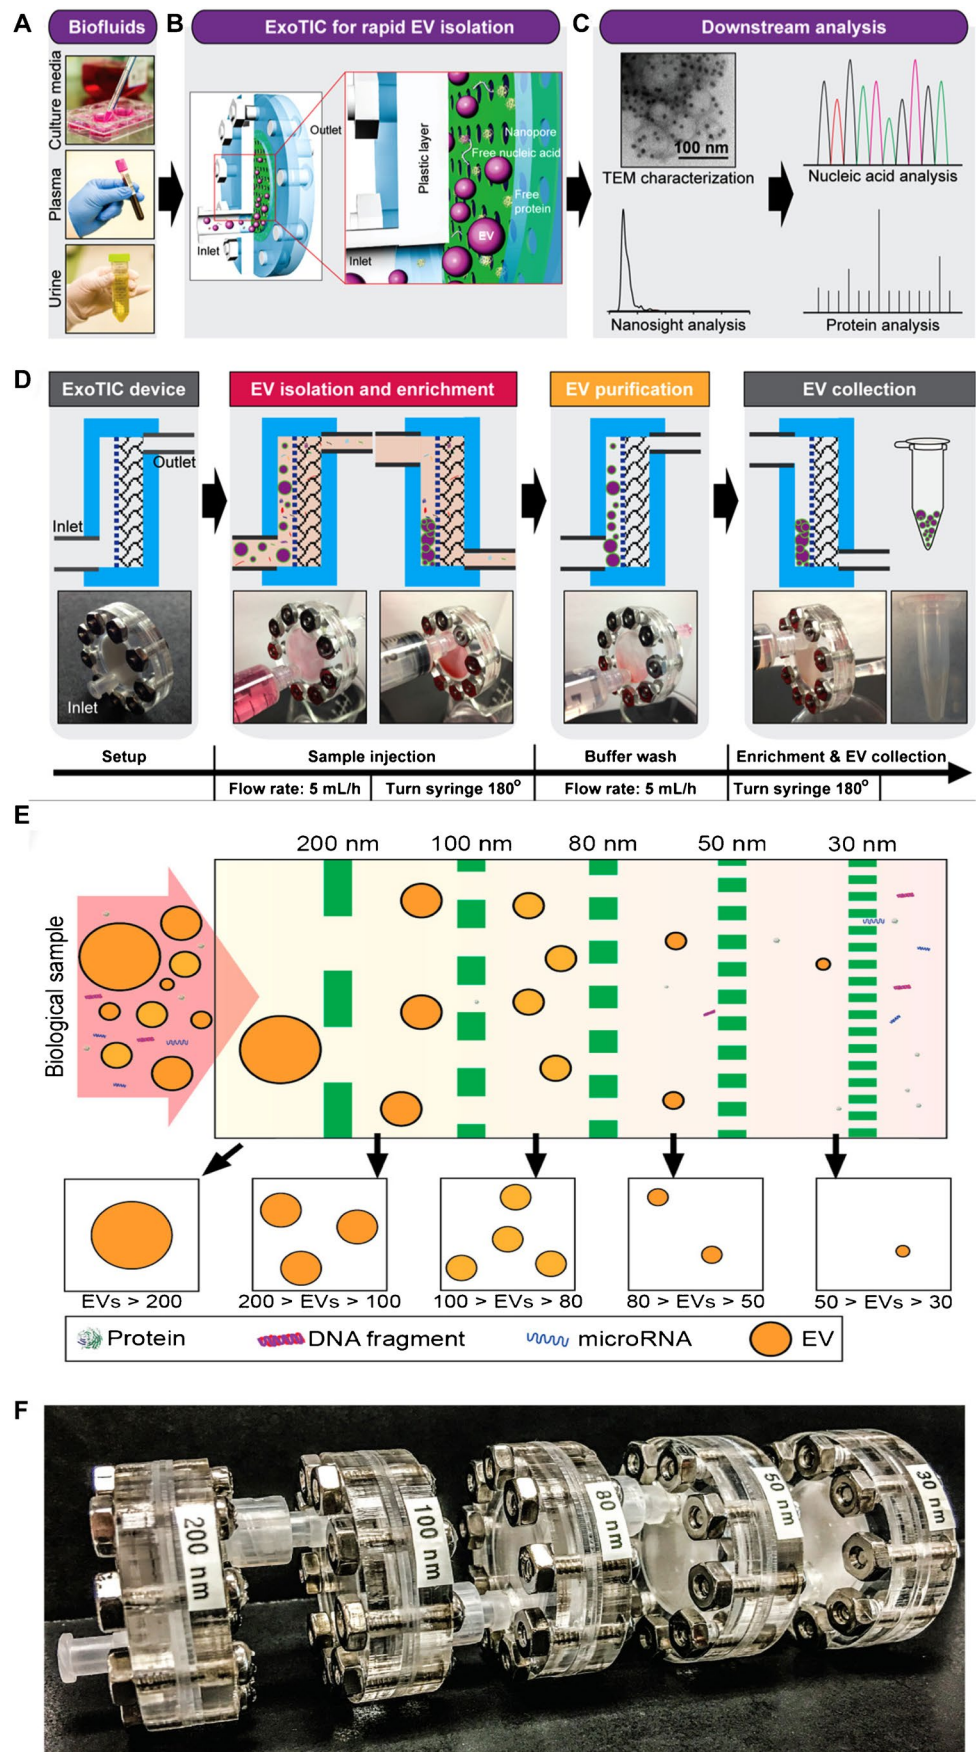 A
Biofluids
B
ExoTIC for rapid EV isolation
C
Downstream analysis
Culture media
Plasma
Urine
Outlet
Inlet
Plastic layer
Nanopore
Free nucleic acid
Free
protein
EV
Inlet
100 nm
TEM characterization
Nucleic acid analysis
Nanosight analysis
Protein analysis
D
ExoTIC device
EV isolation and enrichment
EV purification
EV collection
Outlet
Inlet
Inlet
Setup
Sample injection
Buffer wash
Enrichment & EV collection
Flow rate: 5 mL/h
Turn syringe 180°
Flow rate: 5 mL/h
Turn syringe 180°
E
200 nm
100 nm
80 nm
50 nm
30 nm
Biological sample
EVs > 200
200 > EVs > 100
100 > EVs > 80
80 > EVs > 50
50 > EVs > 30
Protein
DNA fragment
microRNA
EV
F
200 nm
100 nm
80 nm
50 nm
30 nm